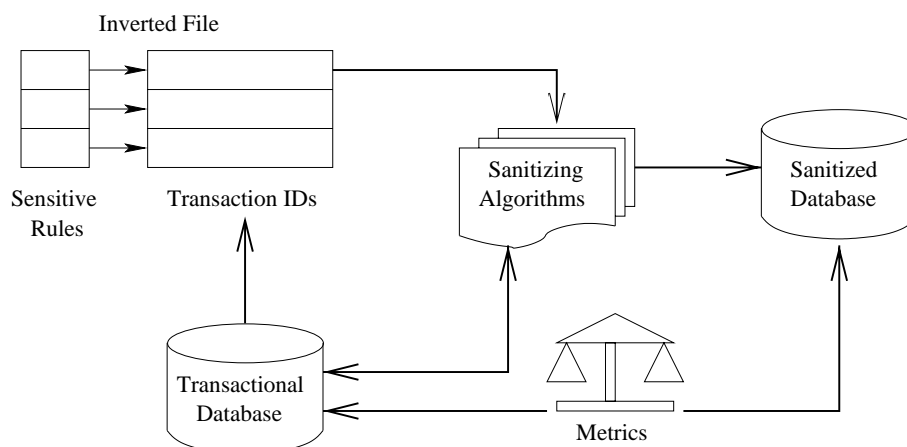 Inverted File
Sensitive
Rules
Transaction IDs
Sanitizing
Algorithms
Sanitized
Database
Transactional
Database
Metrics